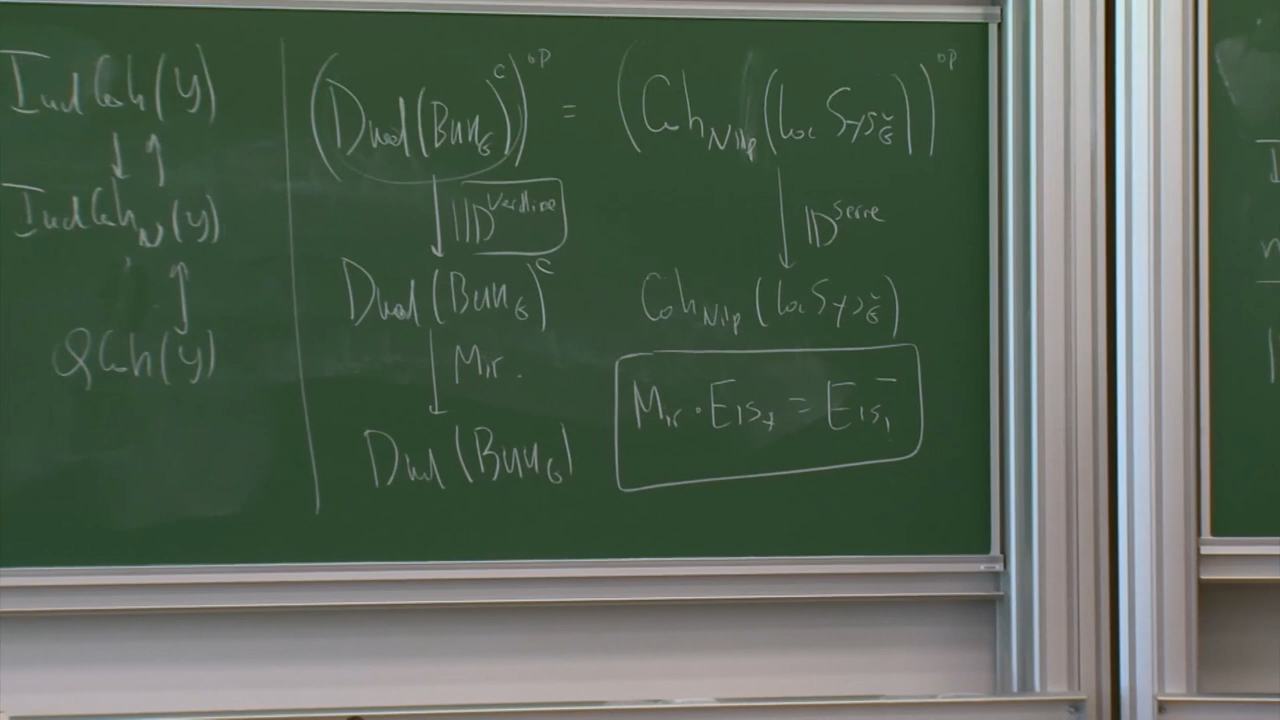 IndCoh(Y)
↓↑
IndCoh_N(Y)
↕
QCoh(Y)
(Dmod(Bun_G)^c)^op = (Coh_Nilp(LocSys_Ǧ))^op
↓ ID^Verdier ↓ ID^Serre
Dmod(Bun_G)^c Coh_Nilp(LocSys_Ǧ)
↓ Mir.
Dmod(Bun_G)
Mir · Eis_* = Eis_!^-